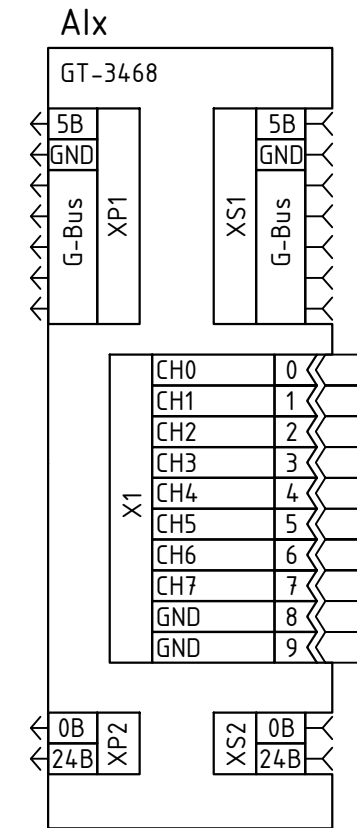 AIx
GT-3468
5В 5В
GND GND
G-Bus XP1 XS1 G-Bus
CH0 0
CH1 1
CH2 2
CH3 3
X1
CH4 4
CH5 5
CH6 6
CH7 7
GND 8
GND 9
0В XP2 XS2 0В
24В 24В